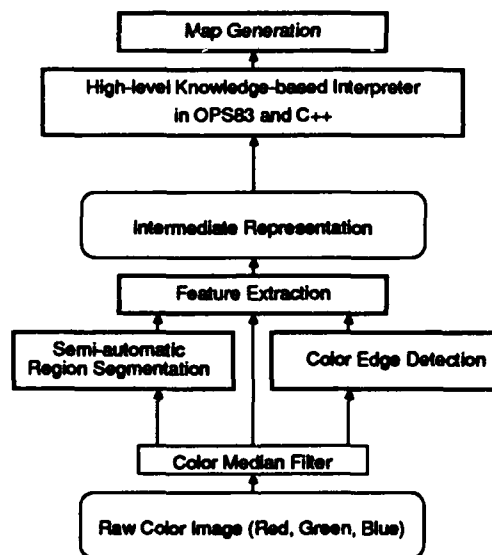 Map Generation
High-level Knowledge-based Interpreter
in OPS83 and C++
Intermediate Representation
Feature Extraction
Semi-automatic
Region Segmentation
Color Edge Detection
Color Median Filter
Raw Color Image (Red, Green, Blue)